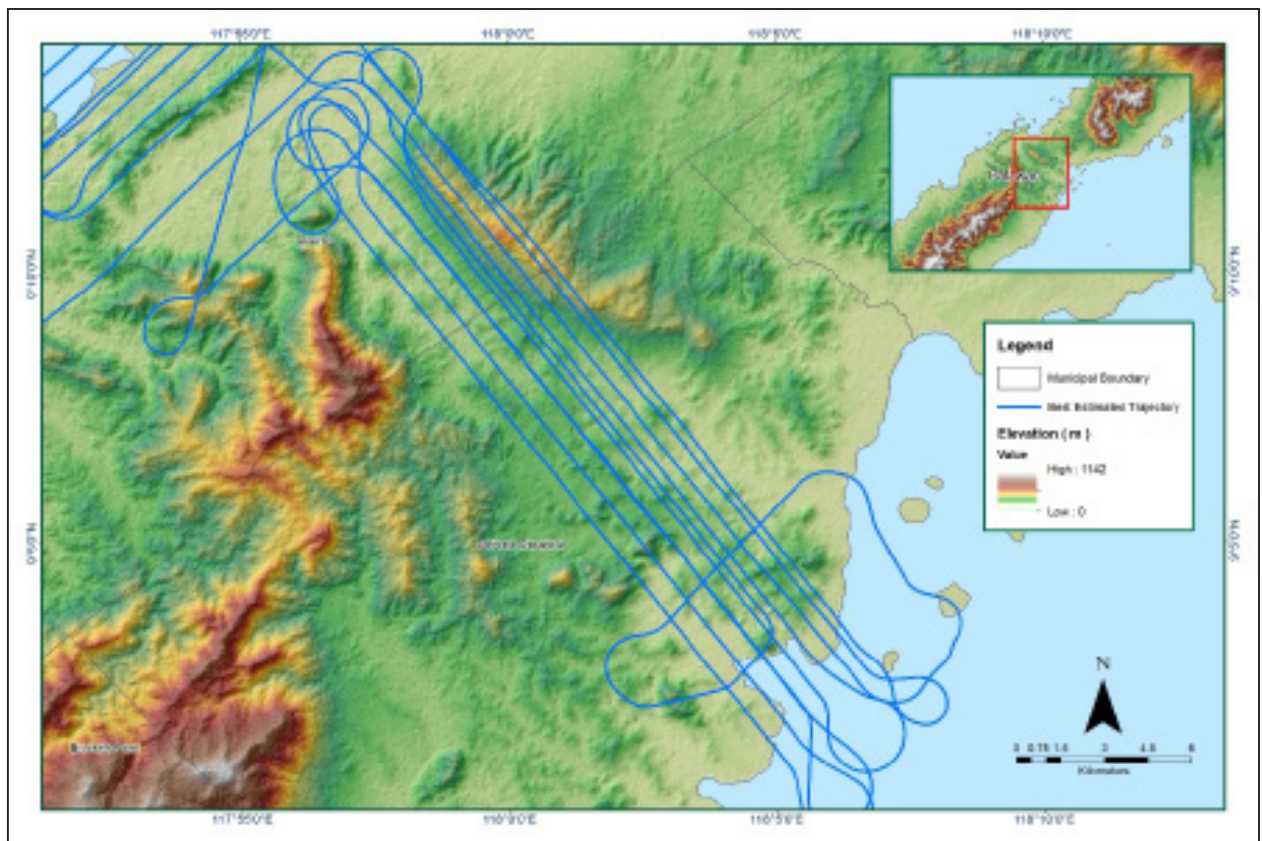 117°55'0"E
118°0'0"E
118°5'0"E
118°10'0"E
9°10'0"N
9°10'0"N
Legend
Municipal Boundary
Best Estimated Trajectory
Elevation ( m )
Value
High : 1142
Low : 0
9°5'0"N
9°5'0"N
N
Kilometers
117°55'0"E
118°0'0"E
118°5'0"E
118°10'0"E